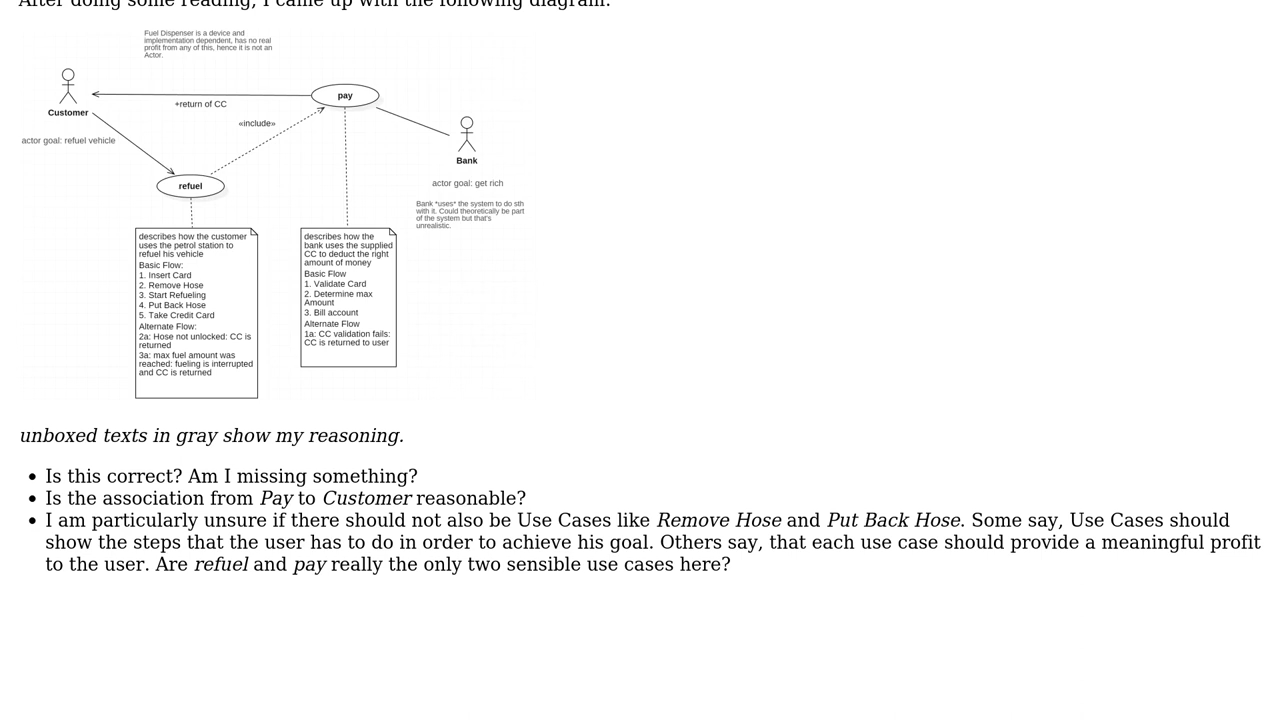 After doing some reading, I came up with the following diagram.
Fuel Dispenser is a device and
implementation dependent, has no real
profit from any of this, hence it is not an
Actor.
pay
Customer
+return of CC
«include»
actor goal: refuel vehicle
Bank
refuel
actor goal: get rich
Bank *uses* the system to do sth
with it. Could theoretically be part
of the system but that's
unrealistic.
describes how the customer
uses the petrol station to
refuel his vehicle
Basic Flow:
1. Insert Card
2. Remove Hose
3. Start Refueling
4. Put Back Hose
5. Take Credit Card
Alternate Flow:
2a: Hose not unlocked: CC is
returned
3a: max fuel amount was
reached: fueling is interrupted
and CC is returned
describes how the
bank uses the supplied
CC to deduct the right
amount of money
Basic Flow
1. Validate Card
2. Determine max
Amount
3. Bill account
Alternate Flow
1a: CC validation fails:
CC is returned to user
unboxed texts in gray show my reasoning.
• Is this correct? Am I missing something?
• Is the association from Pay to Customer reasonable?
• I am particularly unsure if there should not also be Use Cases like Remove Hose and Put Back Hose. Some say, Use Cases should
show the steps that the user has to do in order to achieve his goal. Others say, that each use case should provide a meaningful profit
to the user. Are refuel and pay really the only two sensible use cases here?